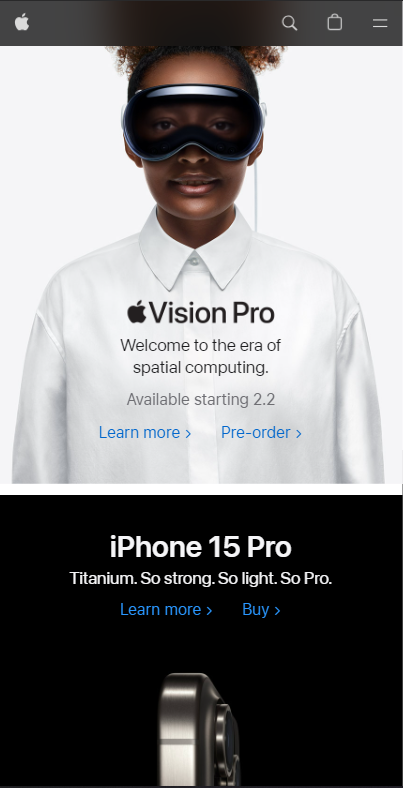 Vision Pro
Welcome to the era of
spatial computing.
Available starting 2.2
Learn more > Pre-order >
iPhone 15 Pro
Titanium. So strong. So light. So Pro.
Learn more > Buy >